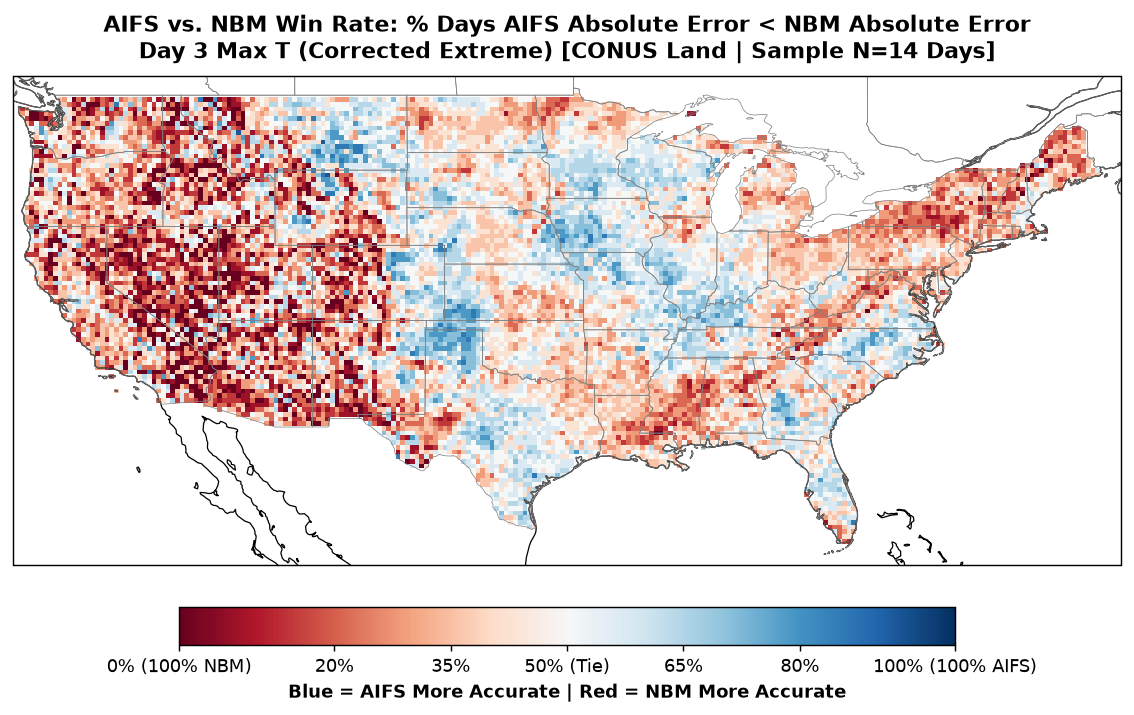 AIFS vs. NBM Win Rate: % Days AIFS Absolute Error < NBM Absolute Error
Day 3 Max T (Corrected Extreme) [CONUS Land | Sample N=14 Days]
0% (100% NBM) 20% 35% 50% (Tie) 65% 80% 100% (100% AIFS)
Blue = AIFS More Accurate | Red = NBM More Accurate